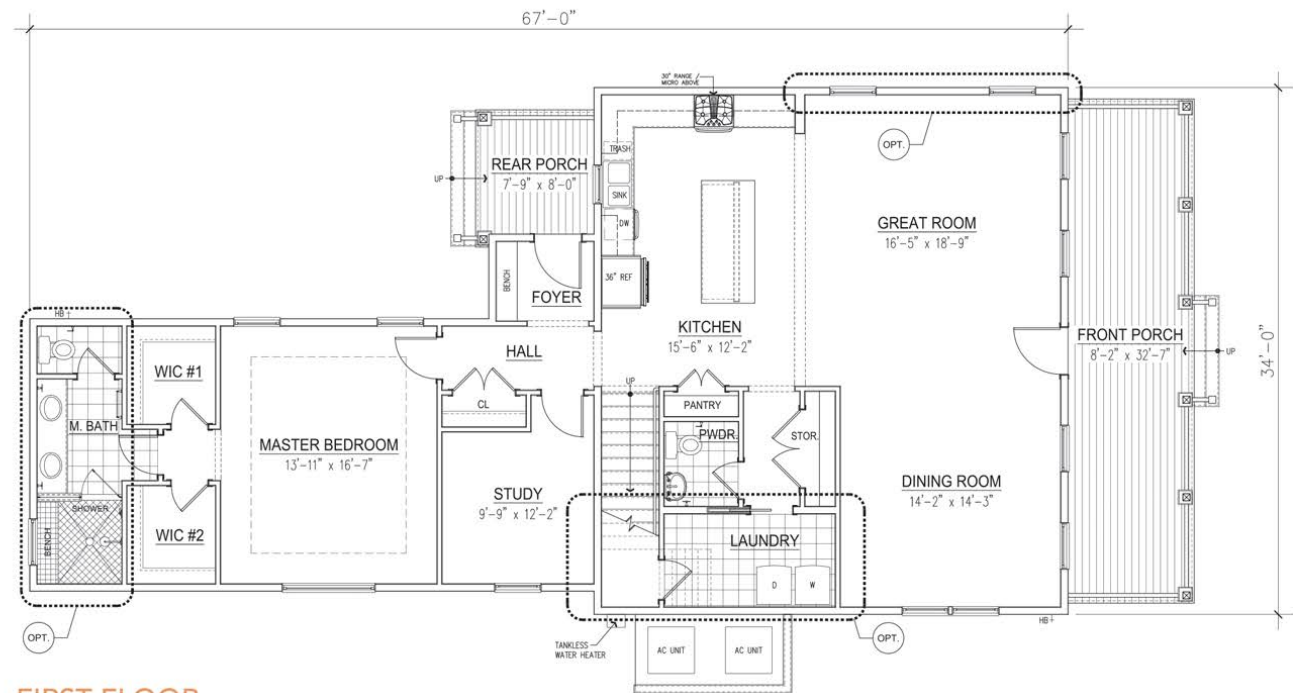 67'-0"
30" RANGE /
MICRO ABOVE
OPT.
TRASH
REAR PORCH
7'-9" x 8'-0"
UP
SINK
DW
GREAT ROOM
16'-5" x 18'-9"
BENCH
36" REF
FOYER
HB
KITCHEN
15'-6" x 12'-2"
FRONT PORCH
8'-2" x 32'-7"
UP
34'-0"
HALL
WIC #1
UP
CL
PANTRY
M. BATH
PWDR.
STOR.
MASTER BEDROOM
13'-11" x 16'-7"
DINING ROOM
14'-2" x 14'-3"
STUDY
9'-9" x 12'-2"
SHOWER
BENCH
WIC #2
LAUNDRY
D
W
HB
OPT.
OPT.
TANKLESS
WATER HEATER
AC UNIT
AC UNIT
FIRST FLOOR